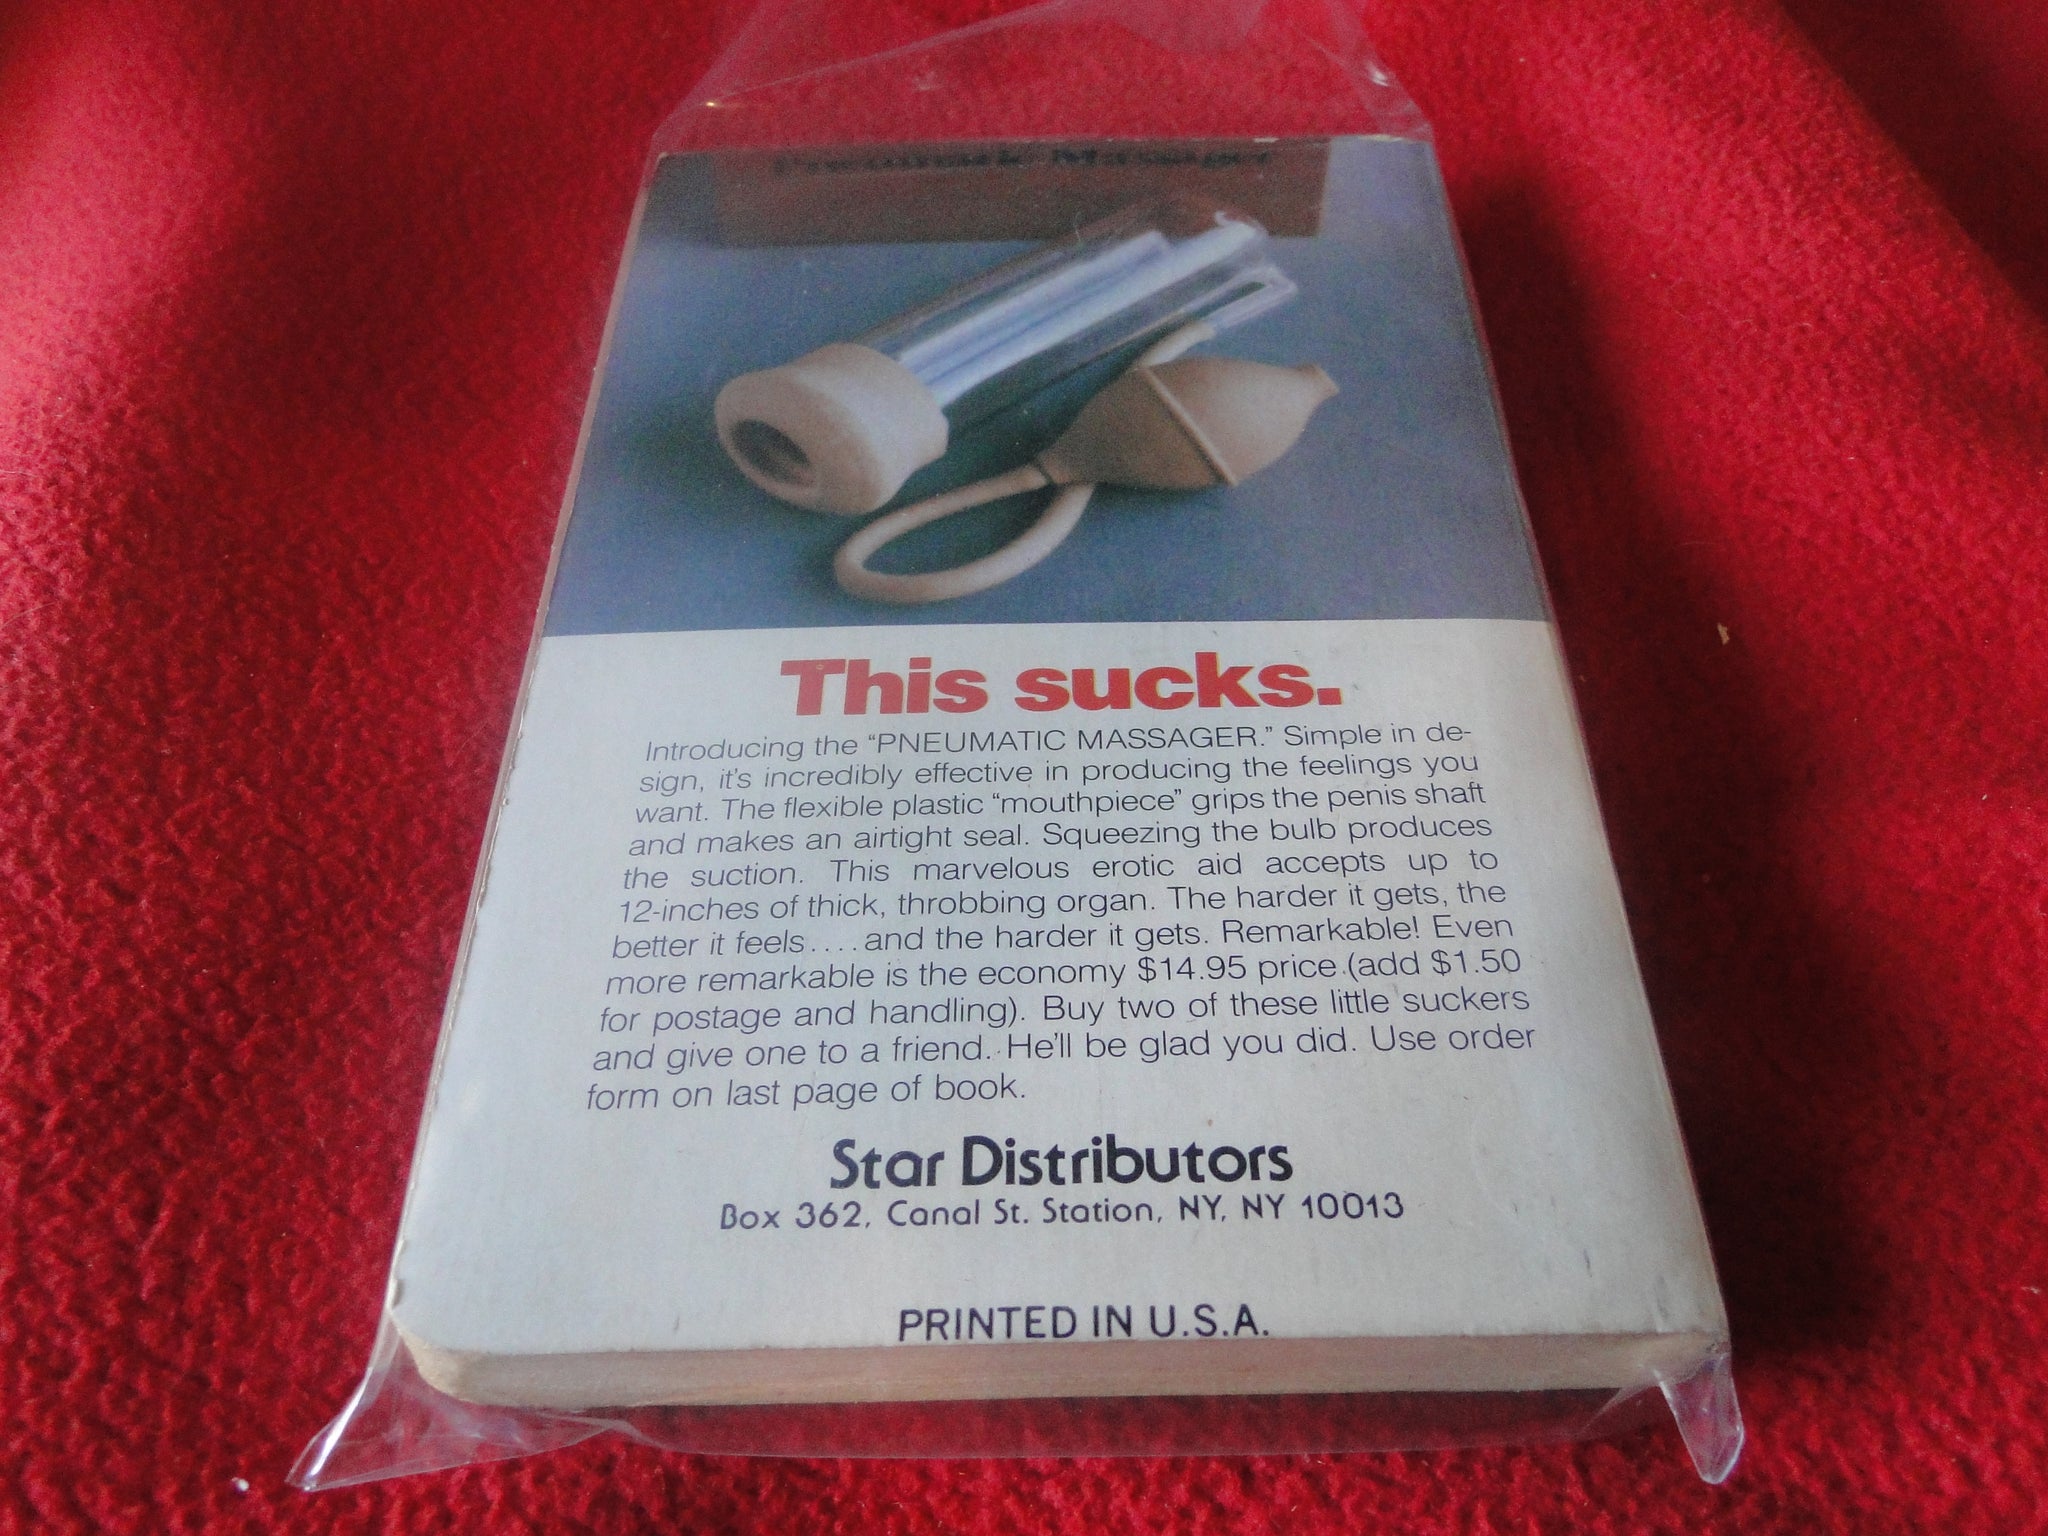 Pneumatic Massager
This sucks.
Introducing the “PNEUMATIC MASSAGER.” Simple in de-
sign, it's incredibly effective in producing the feelings you
want. The flexible plastic “mouthpiece” grips the penis shaft
and makes an airtight seal. Squeezing the bulb produces
the suction. This marvelous erotic aid accepts up to
12-inches of thick, throbbing organ. The harder it gets, the
better it feels....and the harder it gets. Remarkable! Even
more remarkable is the economy $14.95 price (add $1.50
for postage and handling). Buy two of these little suckers
and give one to a friend. He'll be glad you did. Use order
form on last page of book.
Star Distributors
Box 362, Canal St. Station, NY, NY 10013
PRINTED IN U.S.A.